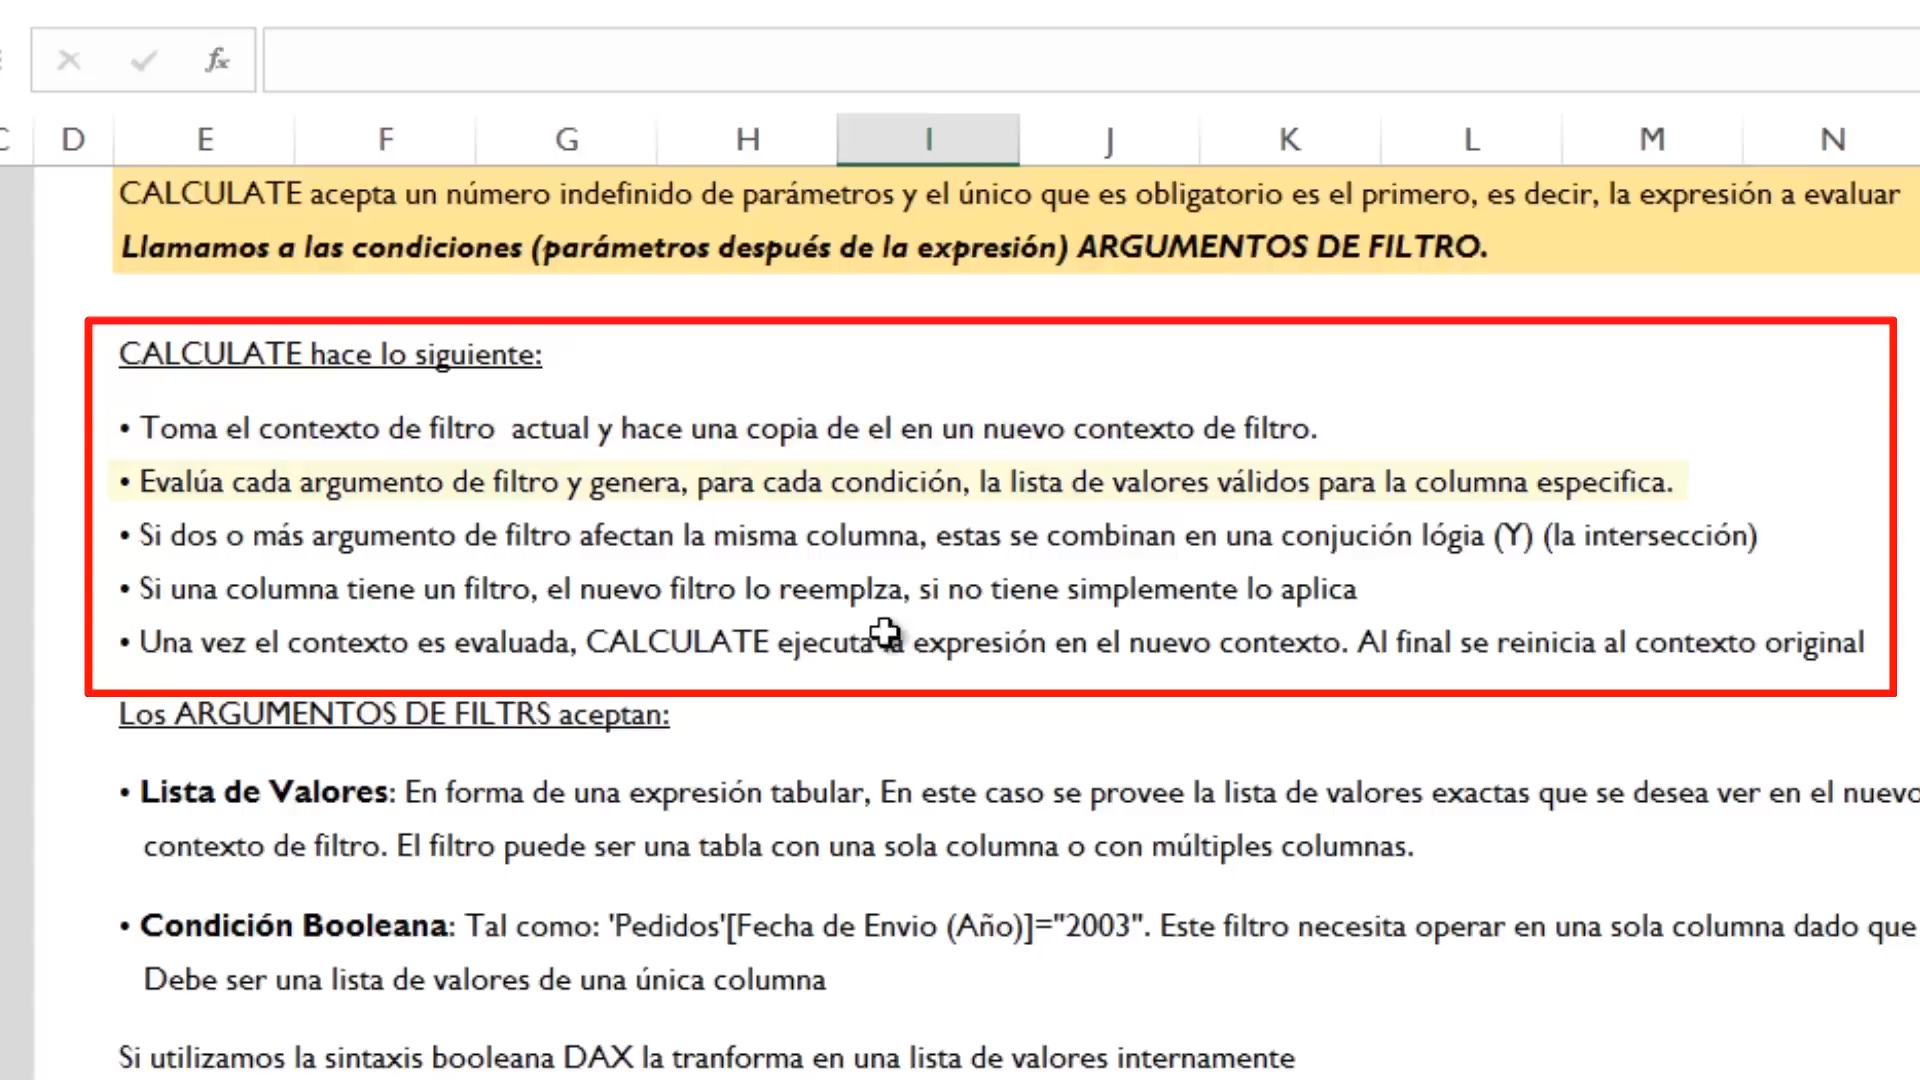 fx
D E F G H I J K L M N
CALCULATE acepta un número indefinido de parámetros y el único que es obligatorio es el primero, es decir, la expresión a evaluar
Llamamos a las condiciones (parámetros después de la expresión) ARGUMENTOS DE FILTRO.
CALCULATE hace lo siguiente:
• Toma el contexto de filtro  actual y hace una copia de el en un nuevo contexto de filtro.
• Evalúa cada argumento de filtro y genera, para cada condición, la lista de valores válidos para la columna especifica.
• Si dos o más argumento de filtro afectan la misma columna, estas se combinan en una conjución lógia (Y) (la intersección)
• Si una columna tiene un filtro, el nuevo filtro lo reemplza, si no tiene simplemente lo aplica
• Una vez el contexto es evaluada, CALCULATE ejecuta la expresión en el nuevo contexto. Al final se reinicia al contexto original
Los ARGUMENTOS DE FILTRS aceptan:
• Lista de Valores: En forma de una expresión tabular, En este caso se provee la lista de valores exactas que se desea ver en el nuevo
contexto de filtro. El filtro puede ser una tabla con una sola columna o con múltiples columnas.
• Condición Booleana: Tal como: 'Pedidos'[Fecha de Envio (Año)]="2003". Este filtro necesita operar en una sola columna dado que
Debe ser una lista de valores de una única columna
Si utilizamos la sintaxis booleana DAX la tranforma en una lista de valores internamente